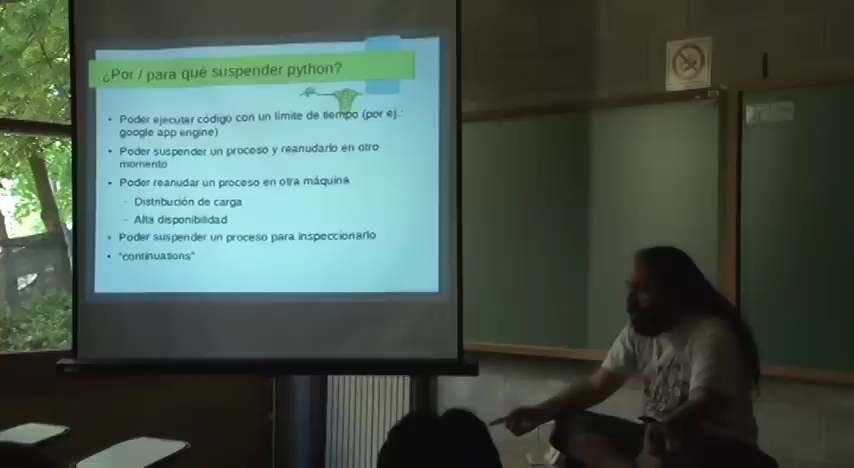 ¿Por / para qué suspender python?
• Poder ejecutar código con un límite de tiempo (por ej.:
google app engine)
• Poder suspender un proceso y reanudarlo en otro
momento
• Poder reanudar un proceso en otra máquina
- Distribución de carga
- Alta disponibilidad
• Poder suspender un proceso para inspeccionarlo
• "continuations"